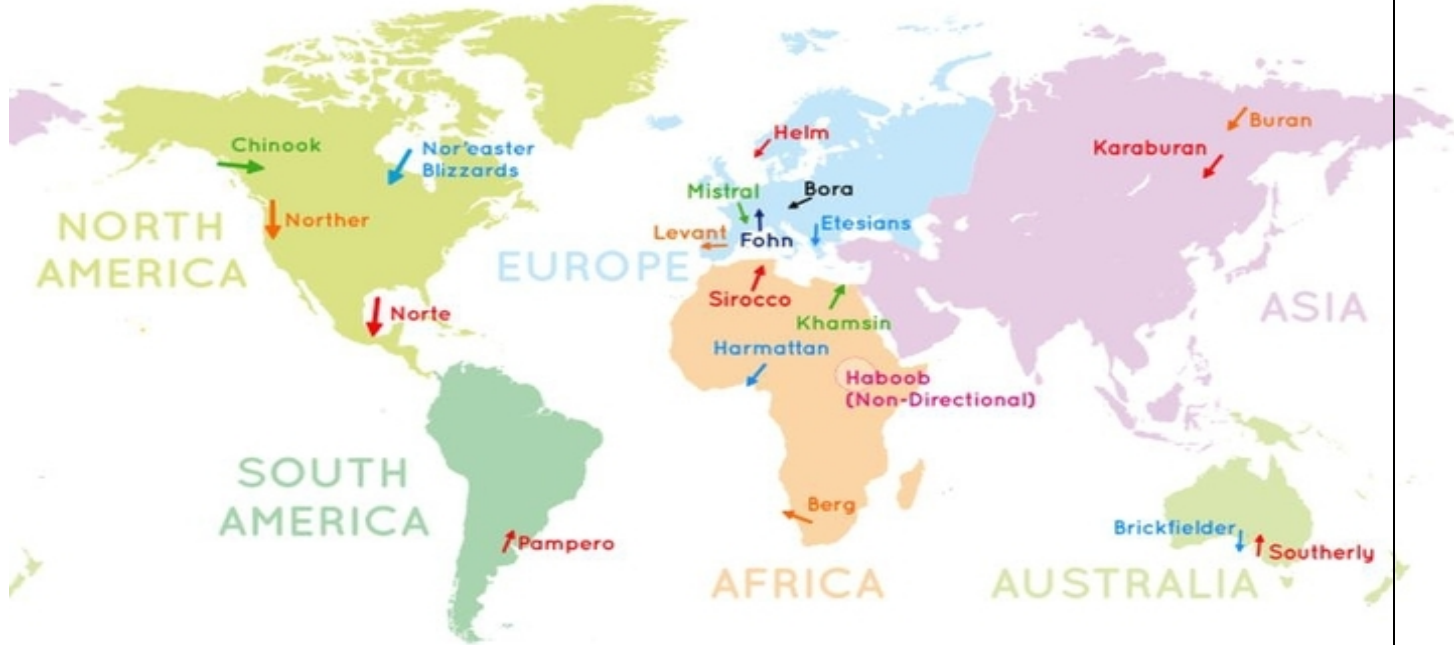 Helm
Buran
Chinook
Nor'easter
Blizzards
Karaburan
Mistral
Bora
NORTH
AMERICA
Norther
Levant
Fohn
Etesians
EUROPE
Sirocco
Khamsin
ASIA
Norte
Harmattan
Haboob
(Non-Directional)
SOUTH
AMERICA
Pampero
Berg
Brickfielder
Southerly
AFRICA
AUSTRALIA